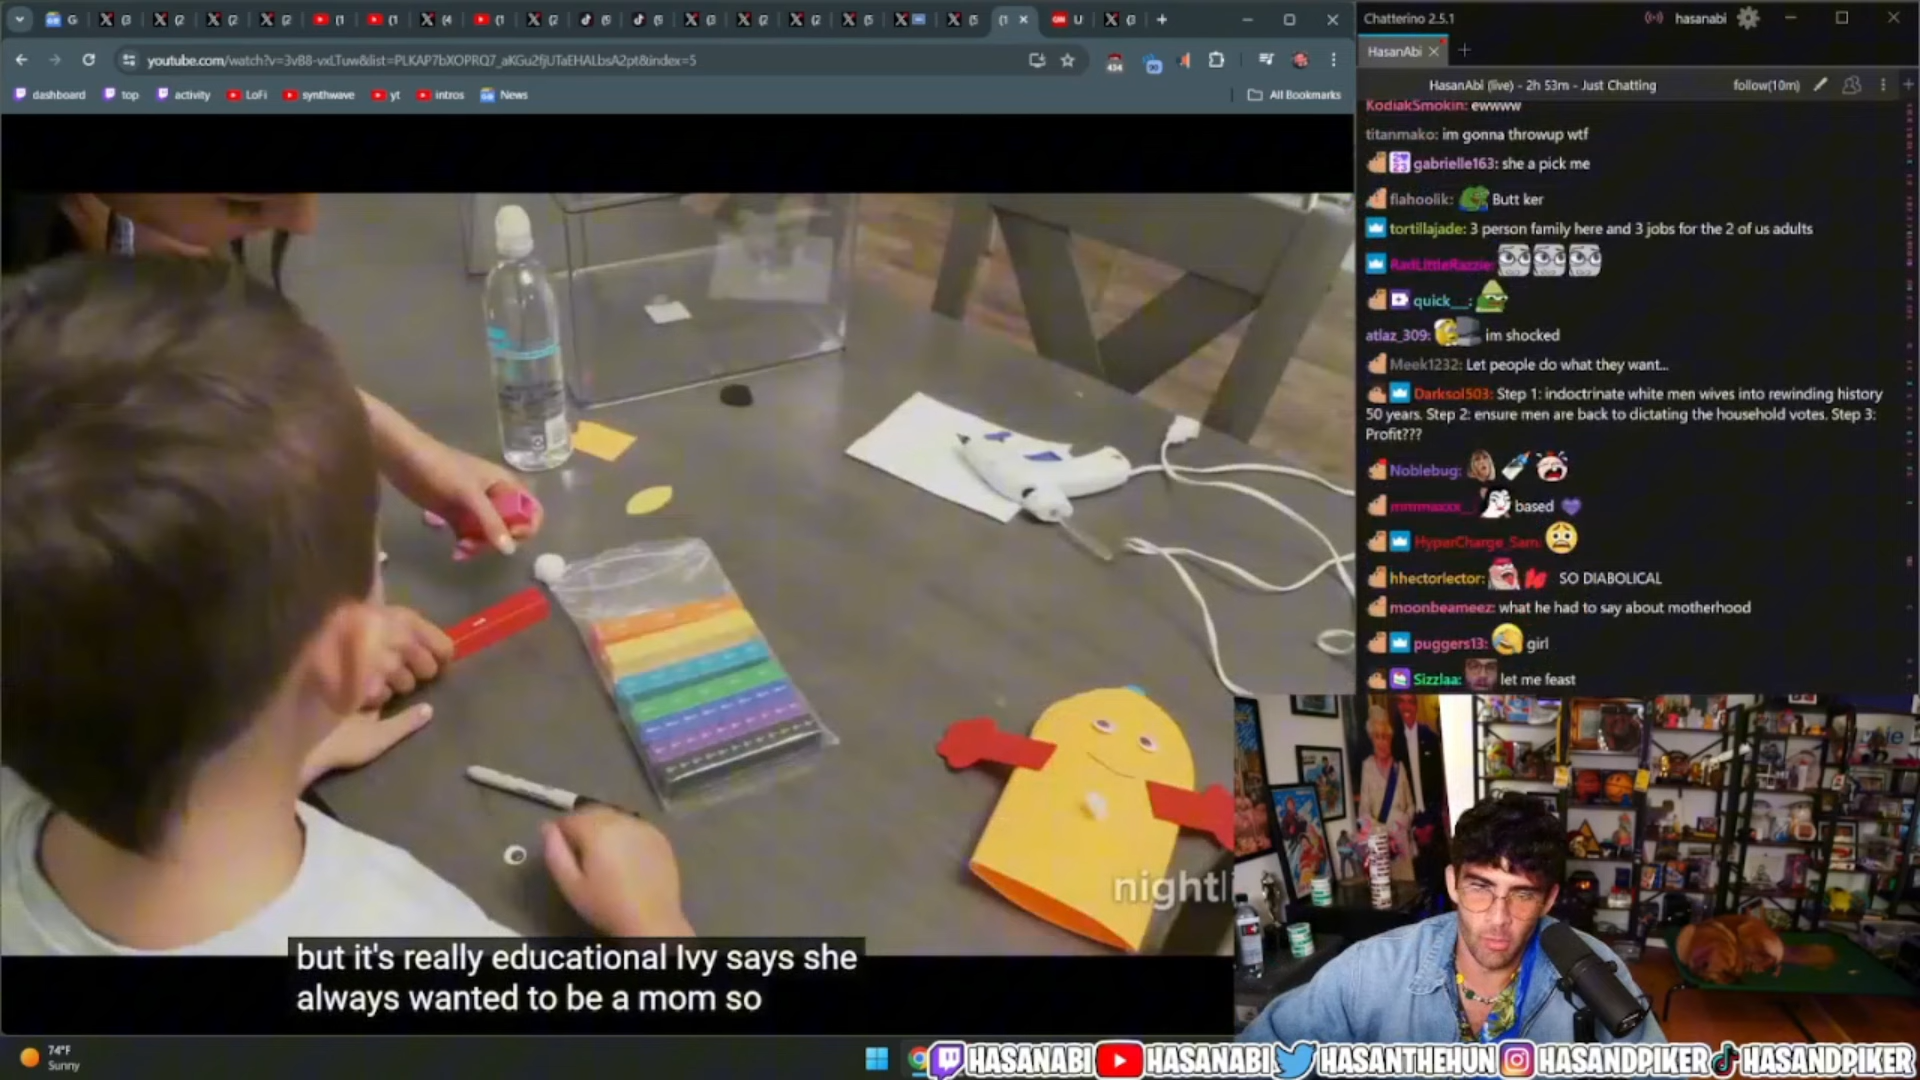 youtube.com/watch?v=3vB8-vxLTuw&list=PLKAP7bXOPRQ7_aKGu2fjUTaEHALbsA2pt&index=5
dashboard top activity LoFi synthwave yt intros News All Bookmarks
Chatterino 2.5.1 hasanabi
HasanAbi
HasanAbi (live) - 2h 53m - Just Chatting follow(10m)
KodiakSmokin: ewwww
titanmako: im gonna throwup wtf
gabrielle163: she a pick me
flahoolik: Butt ker
tortillajade: 3 person family here and 3 jobs for the 2 of us adults
RadLittleRazzie:
quick__:
atlaz_309: im shocked
Meek1232: Let people do what they want...
Darksol503: Step 1: indoctrinate white men wives into rewinding history
50 years. Step 2: ensure men are back to dictating the household votes. Step 3:
Profit???
Noblebug:
based
HyparCharge_Sam:
hhectorlector: SO DIABOLICAL
moonbeameez: what he had to say about motherhood
puggers13: girl
Sizzlaa: let me feast
nightli
but it's really educational Ivy says she
always wanted to be a mom so
74°F
Sunny
HASANABI HASANABI HASANTHEHUN HASANDPIKER HASANDPIKER